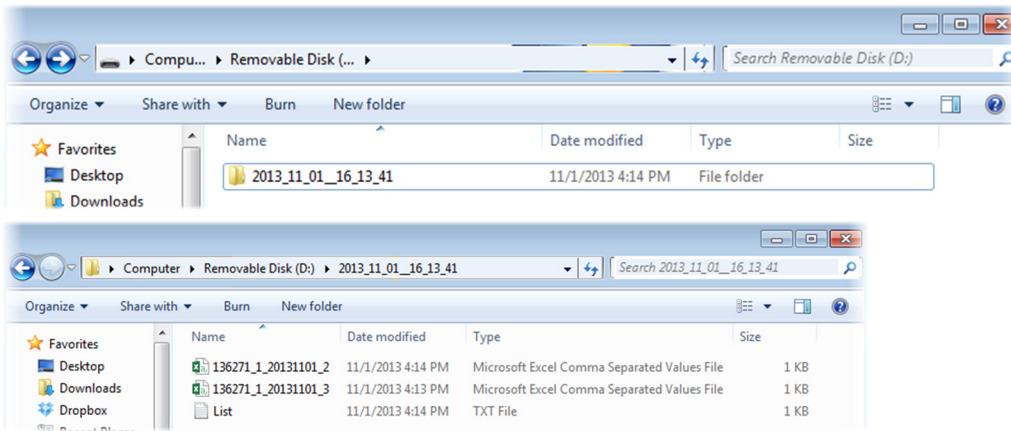 Compu... Removable Disk (...
Search Removable Disk (D:)
Organize Share with Burn New folder
Name Date modified Type Size
Favorites
2013_11_01__16_13_41 11/1/2013 4:14 PM File folder
Desktop
Downloads
Computer Removable Disk (D:) 2013_11_01__16_13_41
Search 2013_11_01__16_13_41
Organize Share with Burn New folder
Name Date modified Type Size
Favorites
Desktop 136271_1_20131101_2 11/1/2013 4:14 PM Microsoft Excel Comma Separated Values File 1 KB
Downloads 136271_1_20131101_3 11/1/2013 4:13 PM Microsoft Excel Comma Separated Values File 1 KB
Dropbox List 11/1/2013 4:14 PM TXT File 1 KB